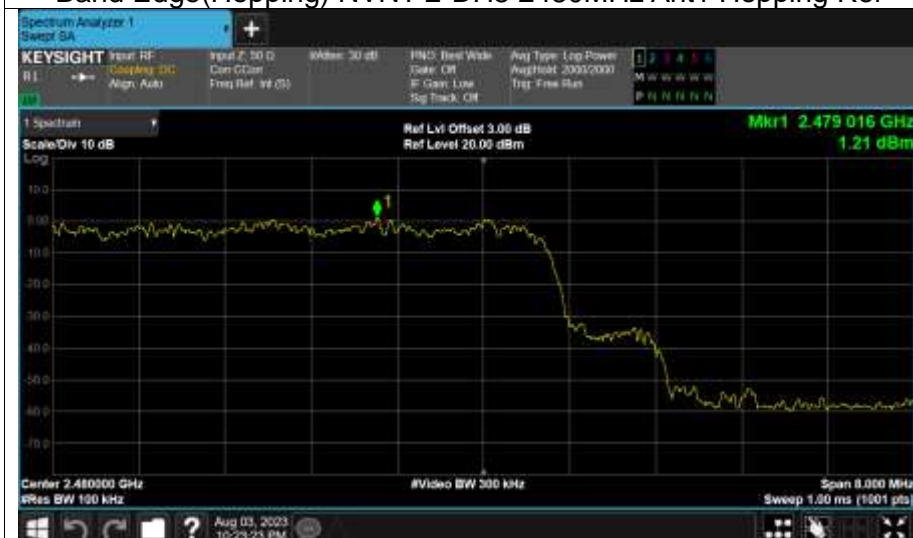 Band Edge(Hopping) NVNT 2-DH5 2480MHz Ant1 Hopping Ref
Spectrum Analyzer 1
Swept SA
KEYSIGHT Input: RF
Input Z: 50 Ω
#Atten: 30 dB
PNO: Best Wide
Avg Type: Log-Power
1 2 3 4 5 6
Coupling: DC
Corr CCorr
Gate: Off
Avg|Hold: 2000/2000
M W W W W W
Align: Auto
Freq Ref: Int (S)
IF Gain: Low
Trig: Free Run
Sig Track: Off
P N N N N N
1 Spectrum
Ref Lvl Offset 3.00 dB
Mkr1 2.479 016 GHz
Scale/Div 10 dB
Ref Level 20.00 dBm
1.21 dBm
Log
10.0
0.00
1
-10.0
-20.0
-30.0
-40.0
-50.0
-60.0
-70.0
Center 2.480000 GHz
#Video BW 300 kHz
Span 8.000 MHz
#Res BW 100 kHz
Sweep 1.00 ms (1001 pts)
?
Aug 03, 2023
10:23:23 PM